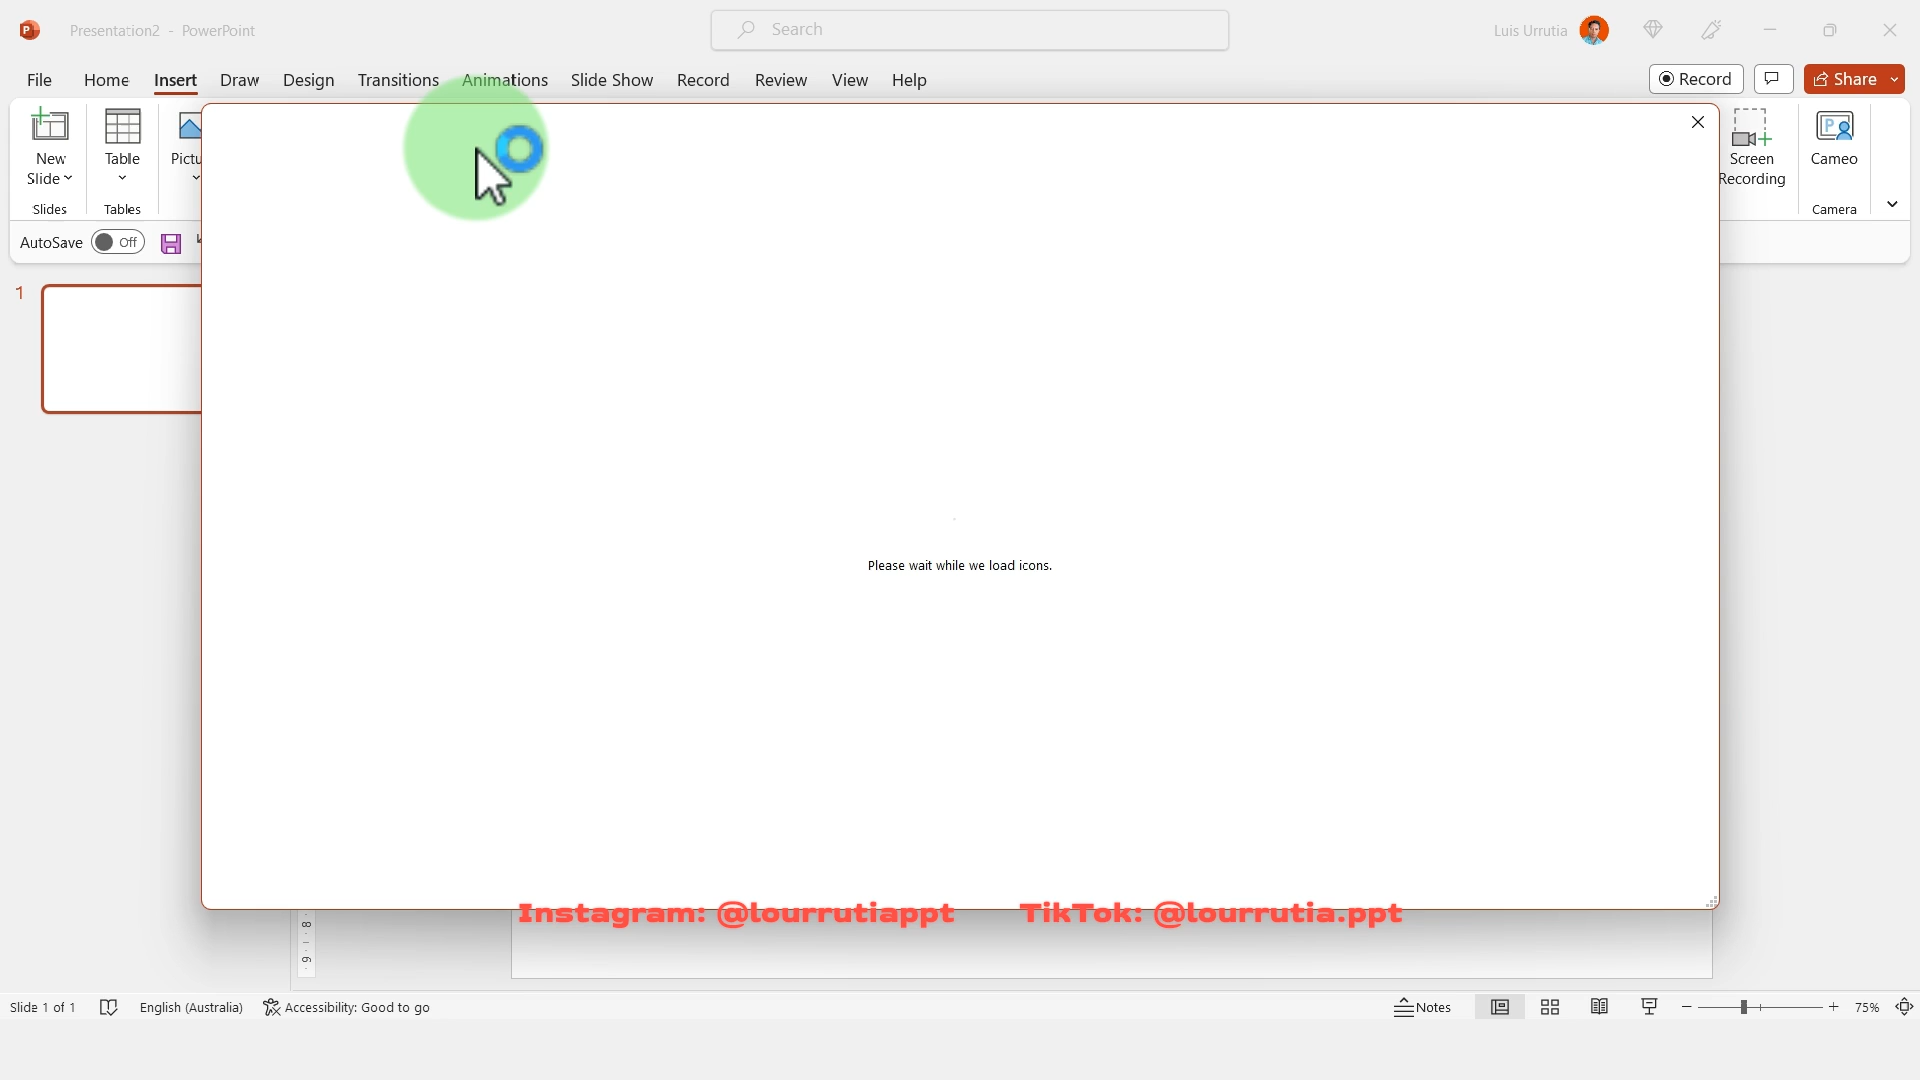 Presentation2 - PowerPoint
Search
Luis Urrutia
File Home Insert Draw Design Transitions Animations Slide Show Record Review View Help
Record
Share
New
Slide
Slides
Table
Tables
Screen
Recording
Cameo
Camera
AutoSave Off
1
Please wait while we load icons.
Instagram: @lourrutiappt TikTok: @lourrutia.ppt
8
9
Slide 1 of 1 English (Australia) Accessibility: Good to go Notes 75%